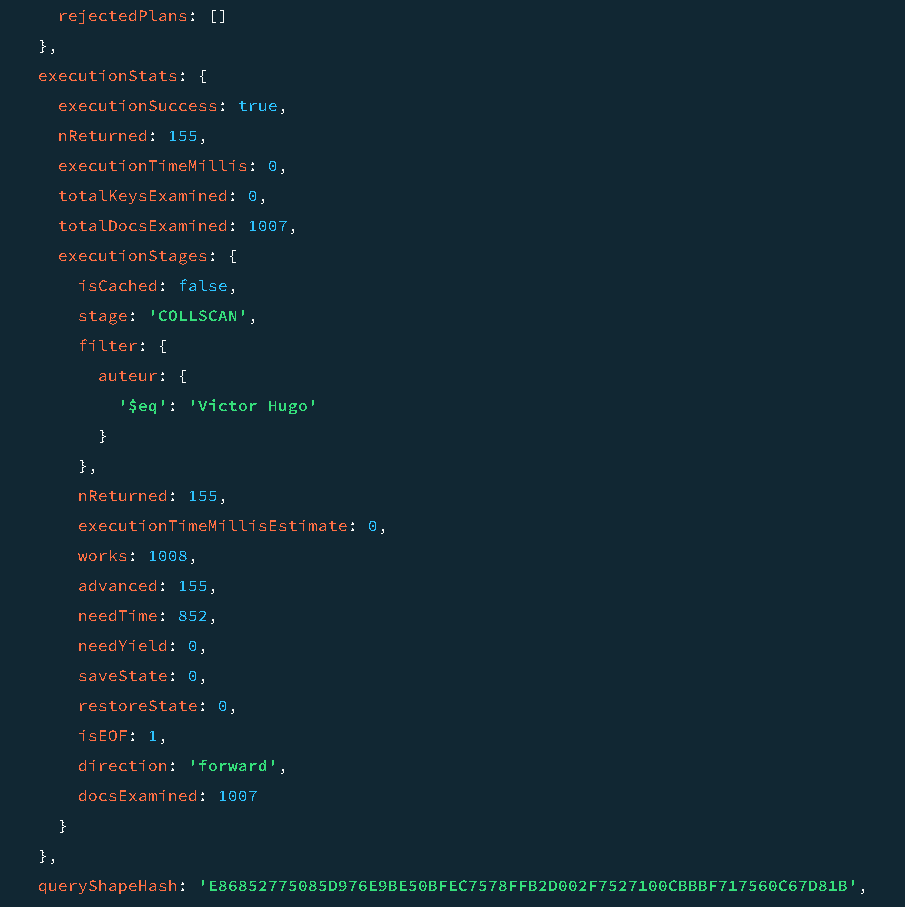 rejectedPlans: []
},
executionStats: {
executionSuccess: true,
nReturned: 155,
executionTimeMillis: 0,
totalKeysExamined: 0,
totalDocsExamined: 1007,
executionStages: {
isCached: false,
stage: 'COLLSCAN',
filter: {
auteur: {
'$eq': 'Victor Hugo'
}
},
nReturned: 155,
executionTimeMillisEstimate: 0,
works: 1008,
advanced: 155,
needTime: 852,
needYield: 0,
saveState: 0,
restoreState: 0,
isEOF: 1,
direction: 'forward',
docsExamined: 1007
}
},
queryShapeHash: 'E86852775085D976E9BE50BFEC7578FFB2D002F7527100CBBBF717560C67D81B',